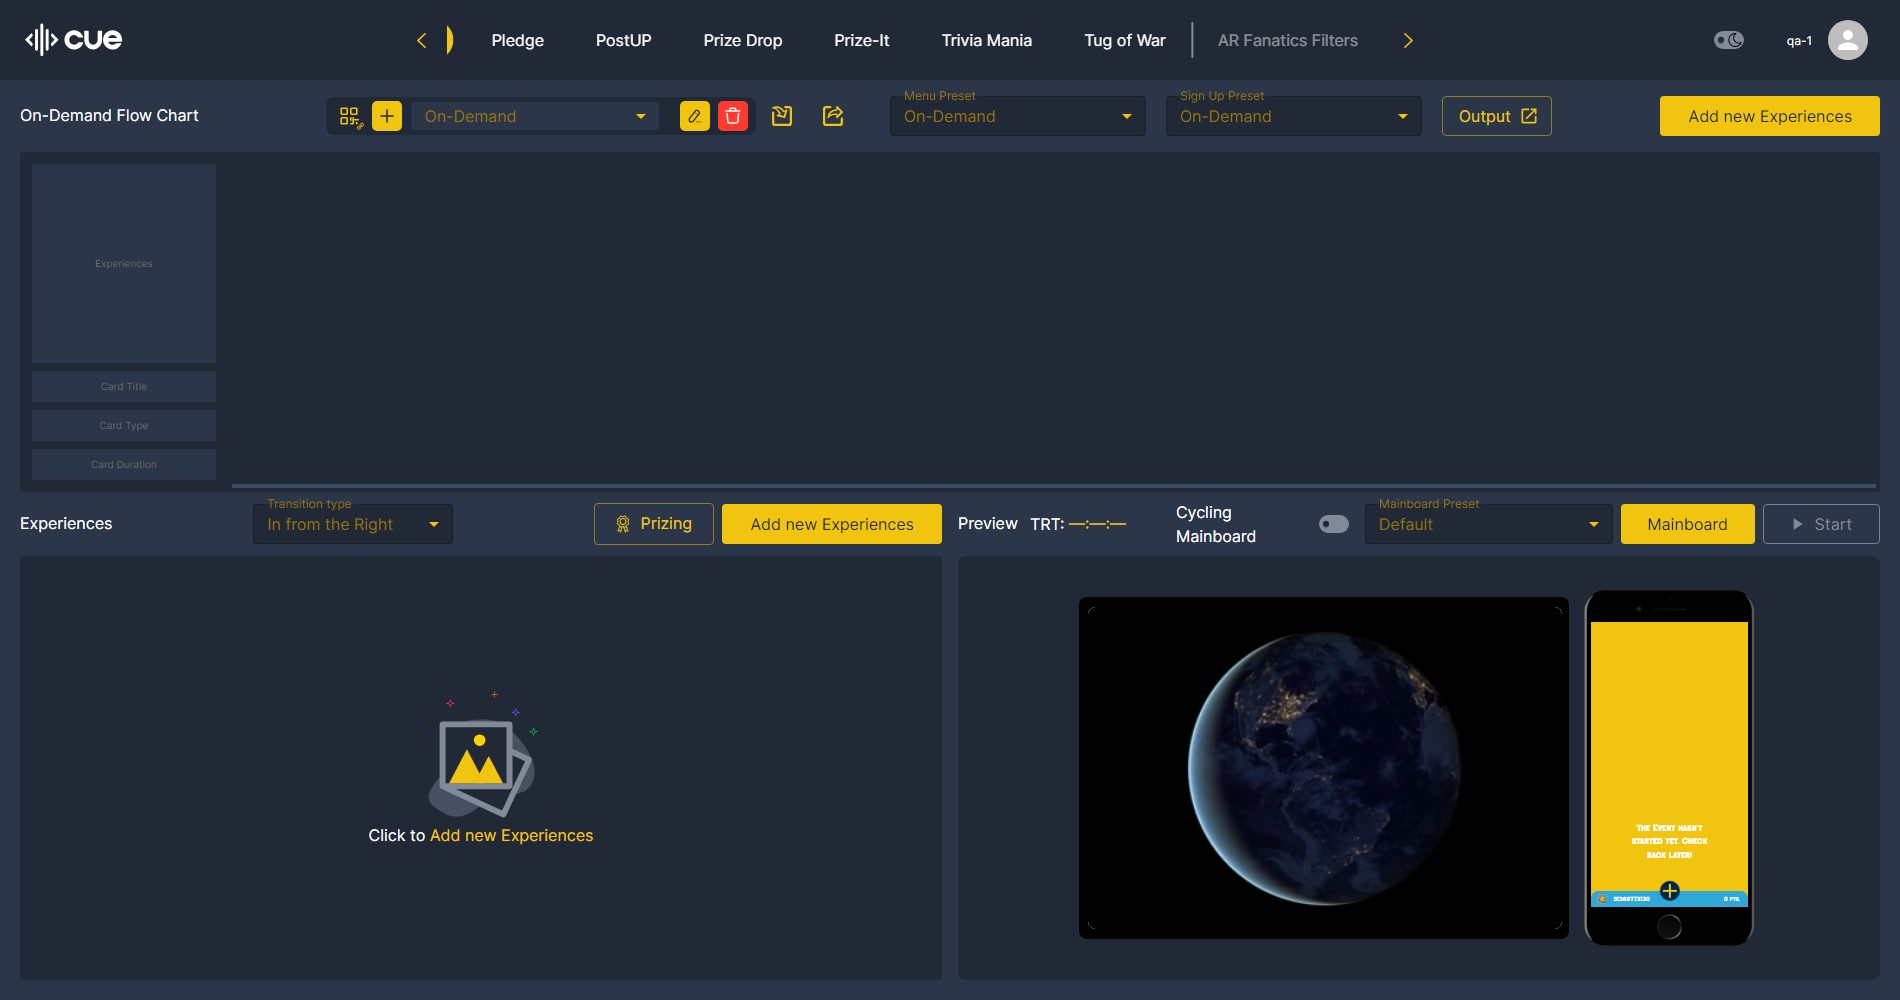 cue
Pledge
PostUP
Prize Drop
Prize-It
Trivia Mania
Tug of War
AR Fanatics Filters
qa-1
On-Demand Flow Chart
On-Demand
Menu Preset
On-Demand
Sign Up Preset
On-Demand
Output
Add new Experiences
Experiences
Card Title
Card Type
Card Duration
Experiences
Transition type
In from the Right
Prizing
Add new Experiences
Preview
TRT: —:—:—
Cycling
Mainboard
Mainboard Preset
Default
Mainboard
Start
Click to Add new Experiences
The Event hasn't
started yet. Check
back later!
0 pts.